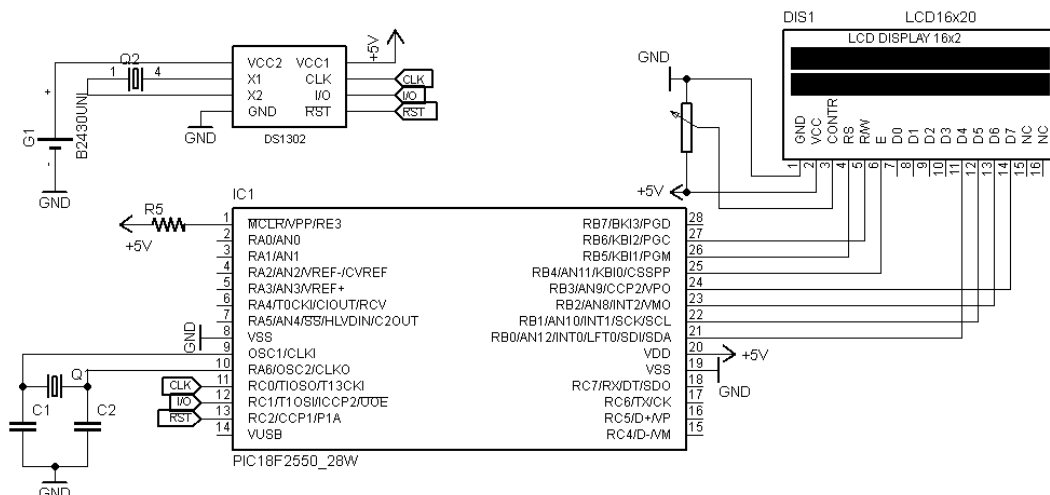 DIS1 LCD16x20
LCD DISPLAY 16x2
GND
VCC
CONTR
RS
R/W
E
D0
D1
D2
D3
D4
D5
D6
D7
NC
NC
1
2
3
4
5
6
7
8
9
10
11
12
13
14
15
16
GND
+5V
Q2
1 4
+5V
VCC2 VCC1
X1 CLK
X2 I/O
GND RST
DS1302
CLK
I/O
RST
GND
+
G1
B2430UNI
-
GND
IC1
R5
+5V
1 MCLR/VPP/RE3 RB7/BKI3/PGD 28
2 RA0/AN0 RB6/KBI2/PGC 27
3 RA1/AN1 RB5/KBI1/PGM 26
4 RA2/AN2/VREF-/CVREF RB4/AN11/KBI0/CSSPP 25
5 RA3/AN3/VREF+ RB3/AN9/CCP2/VPO 24
6 RA4/T0CKI/CIOUT/RCV RB2/AN8/INT2/VMO 23
7 RA5/AN4/SS/HLVDIN/C2OUT RB1/AN10/INT1/SCK/SCL 22
8 VSS RB0/AN12/INT0/LFT0/SDI/SDA 21
9 OSC1/CLKI VDD 20
10 RA6/OSC2/CLKO VSS 19
11 RC0/TIOSO/T13CKI RC7/RX/DT/SDO 18
12 RC1/T1OSI/ICCP2/UOE RC6/TX/CK 17
13 RC2/CCP1/P1A RC5/D+/VP 16
14 VUSB RC4/D-/VM 15
PIC18F2550_28W
GND
+5V
GND
CLK
I/O
RST
Q1
C1 C2
GND